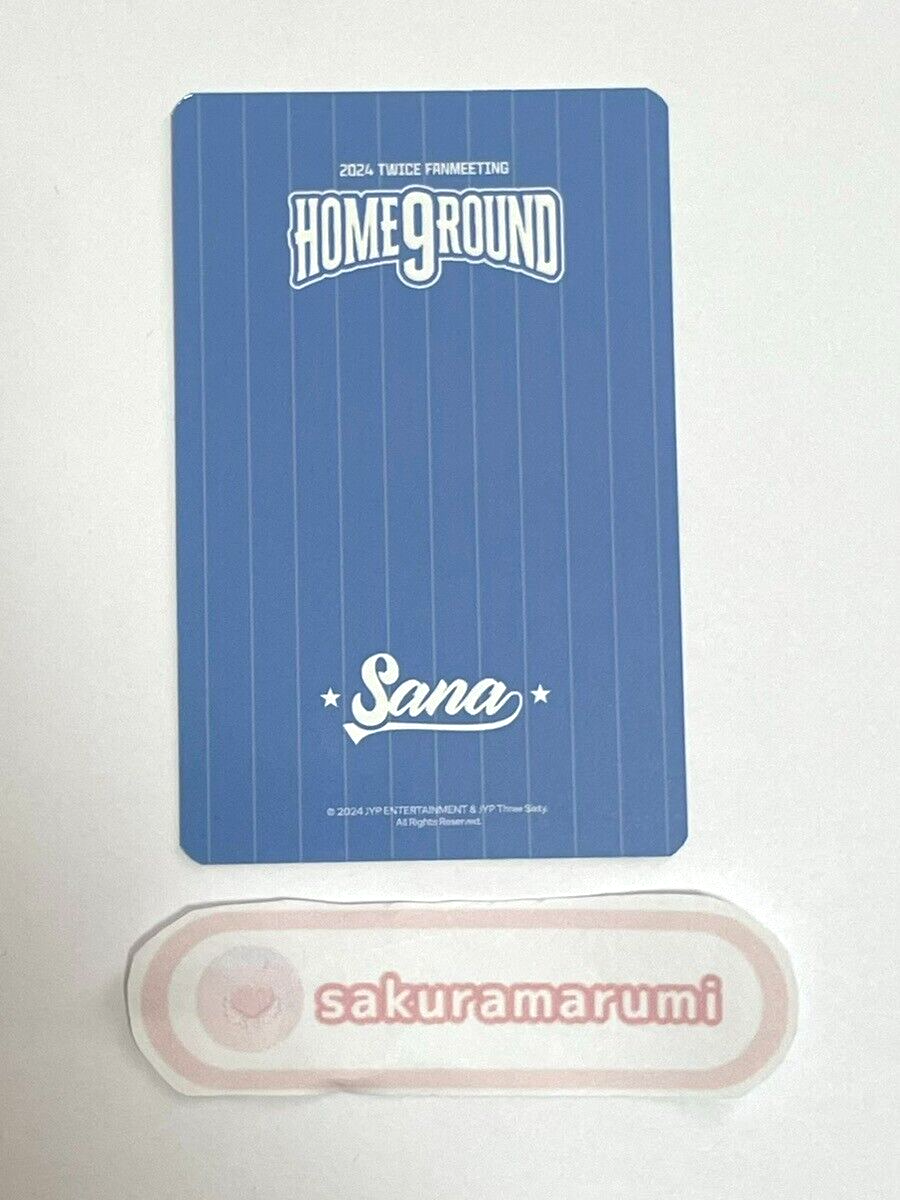 2024 TWICE FANMEETING
HOME9ROUND
Sana
© 2024 JYP ENTERTAINMENT & JYP Three Sixty.
All Rights Reserved.
sakuramarumi